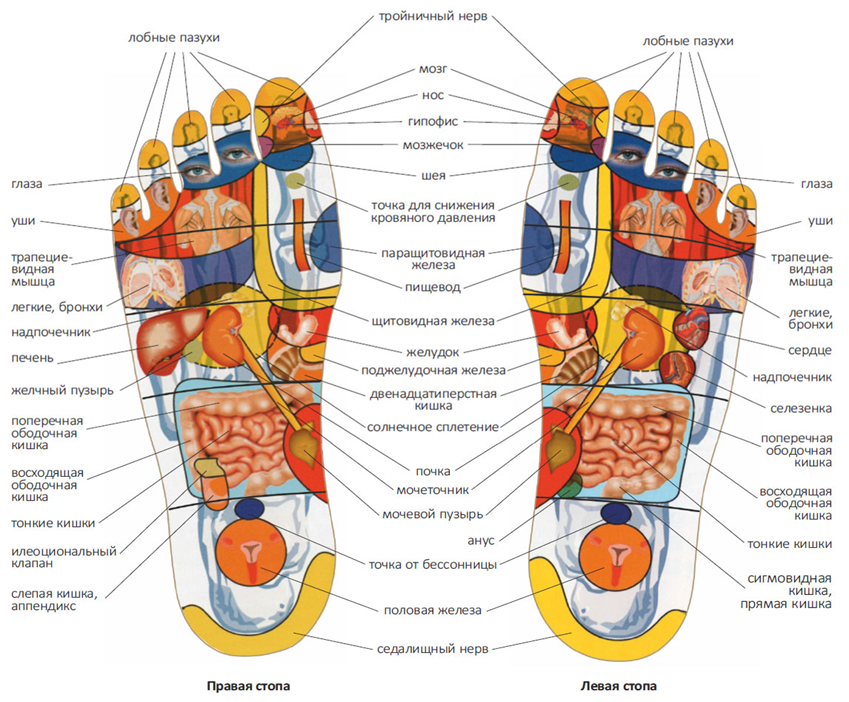 тройничный нерв
лобные пазухи
лобные пазухи
мозг
нос
гипофис
мозжечок
шея
точка для снижения
кровяного давления
паращитовидная
железа
пищевод
щитовидная железа
желудок
поджелудочная железа
двенадцатиперстная
кишка
солнечное сплетение
почка
мочеточник
мочевой пузырь
анус
точка от бессонницы
половая железа
седалищный нерв
глаза
уши
трапецие-
видная
мышца
легкие, бронхи
надпочечник
печень
желчный пузырь
поперечная
ободочная
кишка
восходящая
ободочная
кишка
тонкие кишки
илеоциональный
клапан
слепая кишка,
аппендикс
глаза
уши
трапецие-
видная
мышца
легкие,
бронхи
сердце
надпочечник
селезенка
поперечная
ободочная
кишка
восходящая
ободочная
кишка
тонкие кишки
сигмовидная
кишка,
прямая кишка
Правая стопа
Левая стопа